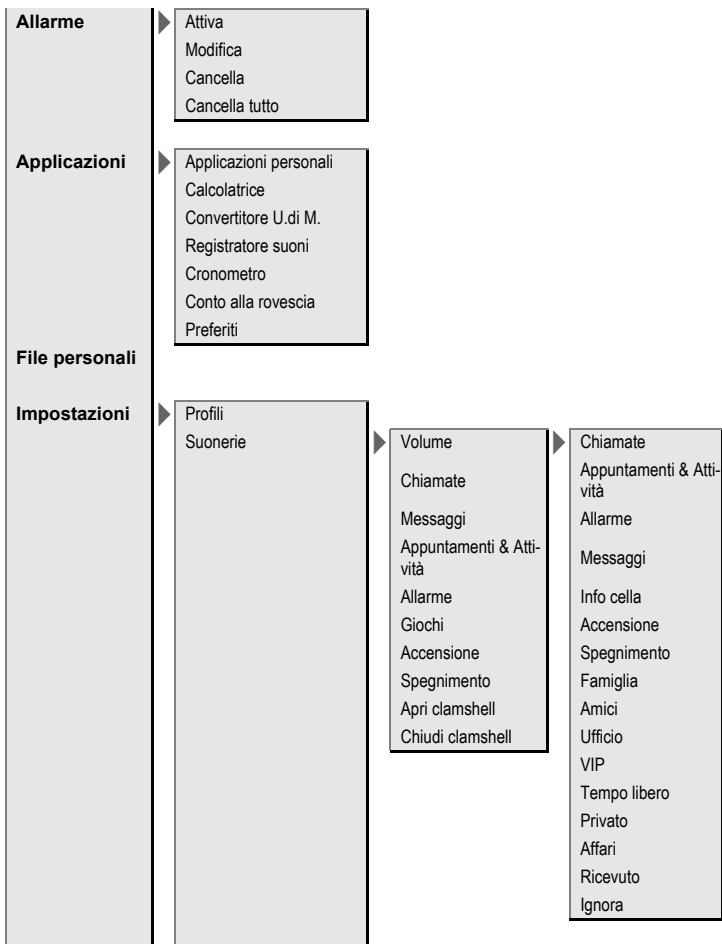 Allarme
Attiva
Modifica
Cancella
Cancella tutto
Applicazioni
Applicazioni personali
Calcolatrice
Convertitore U.di M.
Registratore suoni
Cronometro
Conto alla rovescia
Preferiti
File personali
Impostazioni
Profili
Suonerie
Volume
Chiamate
Messaggi
Appuntamenti & Atti-
vità
Allarme
Giochi
Accensione
Spegnimento
Apri clamshell
Chiudi clamshell
Chiamate
Appuntamenti & Atti-
vità
Allarme
Messaggi
Info cella
Accensione
Spegnimento
Famiglia
Amici
Ufficio
VIP
Tempo libero
Privato
Affari
Ricevuto
Ignora